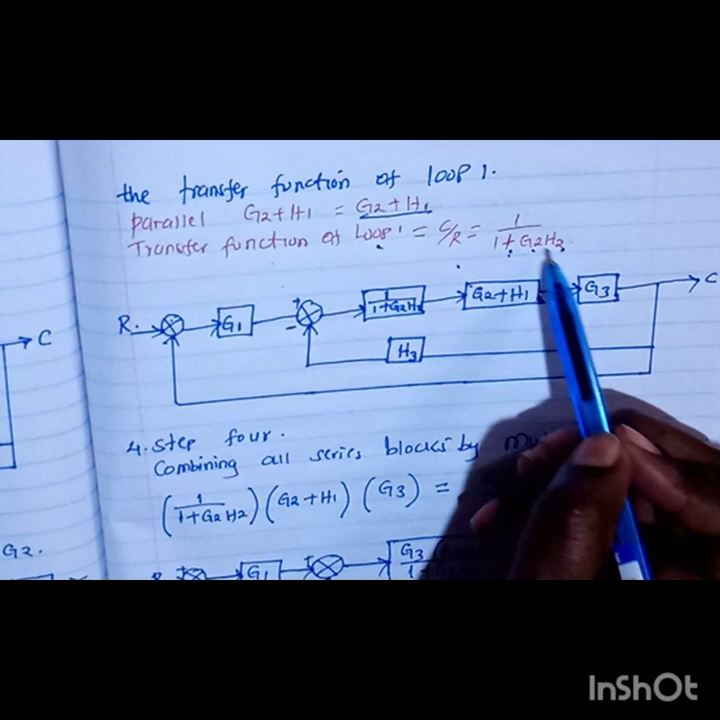 the transfer function of loop 1.
parallel G2+H1 = G2+H1
Transfer function of Loop 1 = C/R = 1/1+G2H2
R. G1 + - 1/1+G2H2 G2+H1 G3 C
C
H3
4. Step four.
Combining all series blocks by
(1/1+G2H2)(G2+H1)(G3) =
G2.
G1 + G3
InShOt